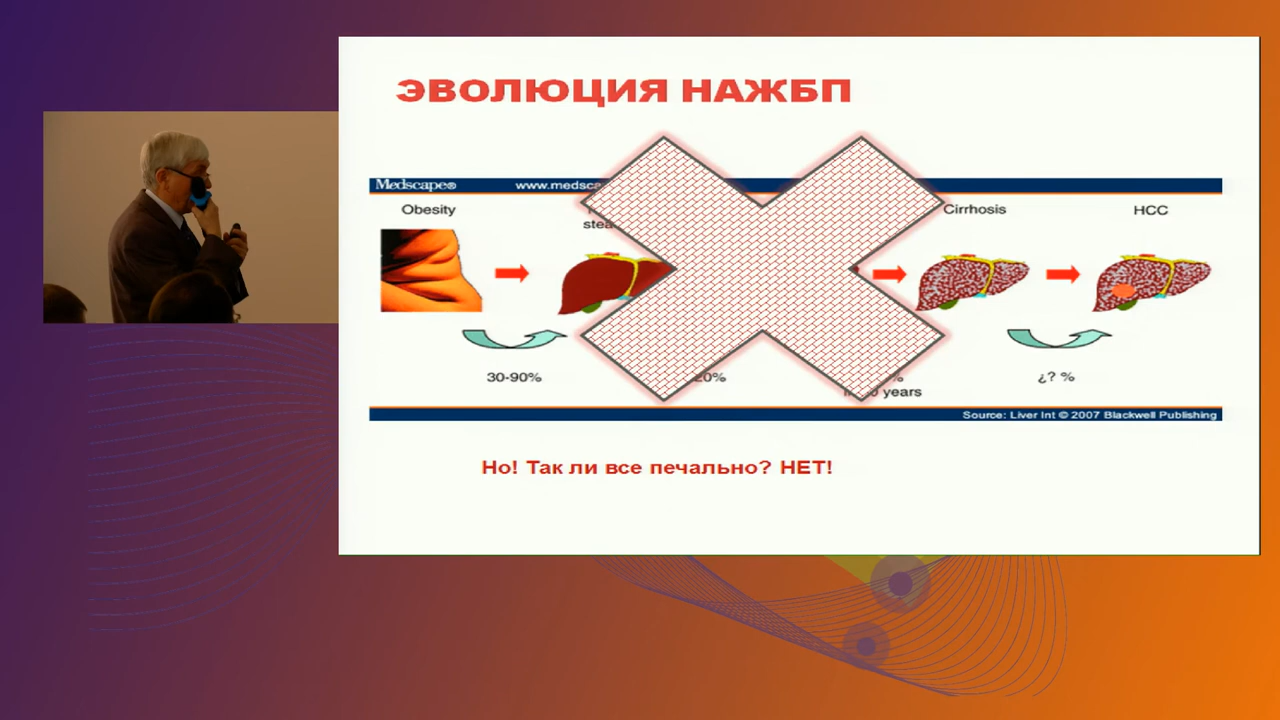 ЭВОЛЮЦИЯ НАЖБП
Medscape® www.medsca
Obesity
stea
Cirrhosis
HCC
30-90%
20%
%
years
¿? %
Source: Liver Int © 2007 Blackwell Publishing
Но! Так ли все печально? НЕТ!